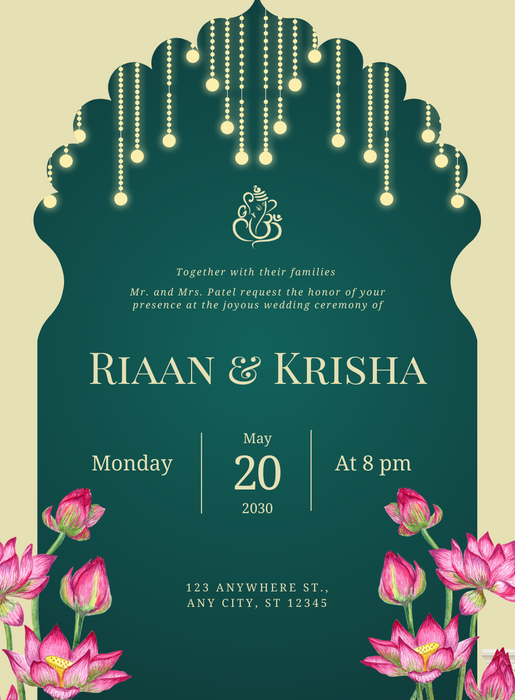 Together with their families
Mr. and Mrs. Patel request the honor of your
presence at the joyous wedding ceremony of
RIAAN & KRISHA
Monday
May
20
2030
At 8 pm
123 ANYWHERE ST.,
ANY CITY, ST 12345